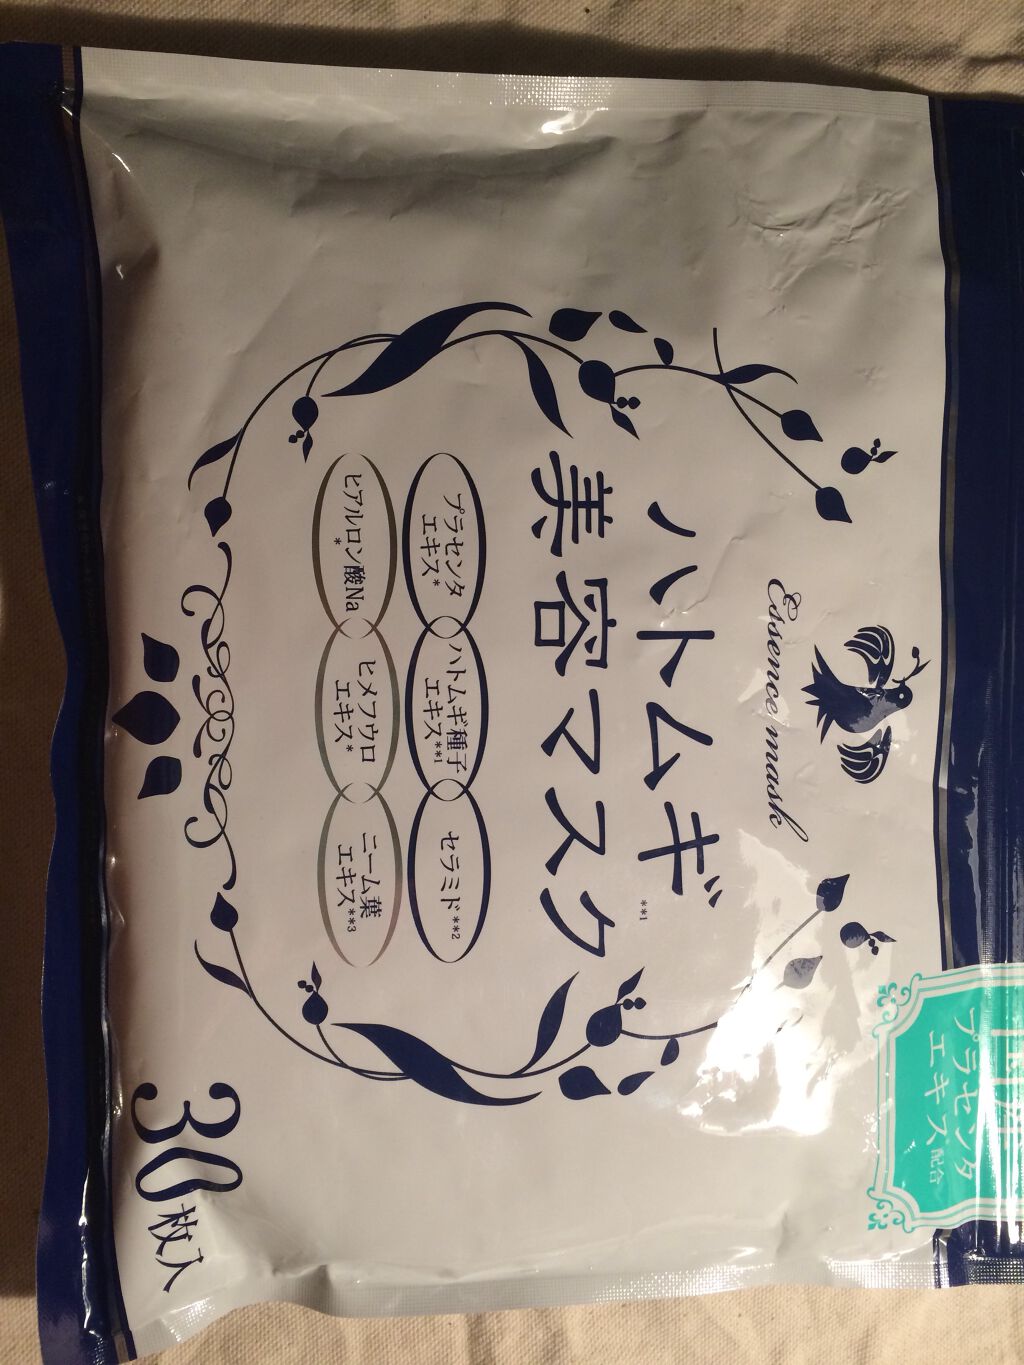 プラセンタ
エキス配合
Essence mask
ハトムギ**1
美容マスク
プラセンタ
エキス*
ハトムギ種子
エキス**1
セラミド**2
ヒアルロン酸Na
*
ヒメフウロ
エキス*
ニーム葉
エキス**3
30枚入